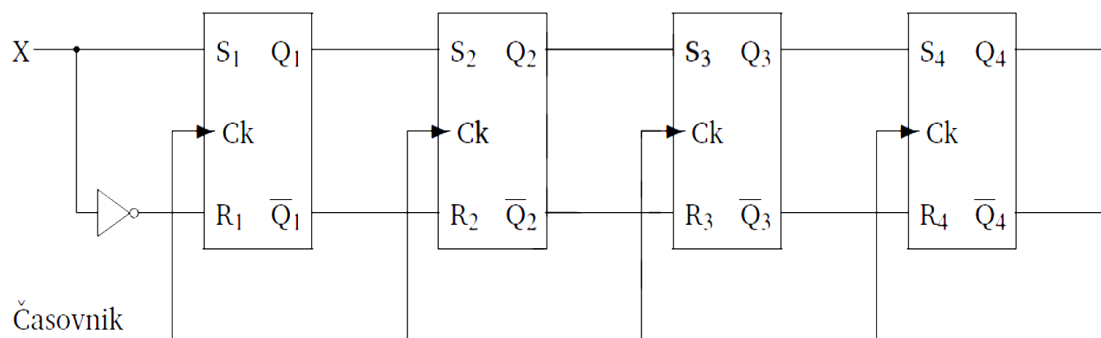 X S₁ Q₁ S₂ Q₂ S₃ Q₃ S₄ Q₄
Ck Ck Ck Ck
R₁ Q̅₁ R₂ Q̅₂ R₃ Q̅₃ R₄ Q̅₄
Časovnik